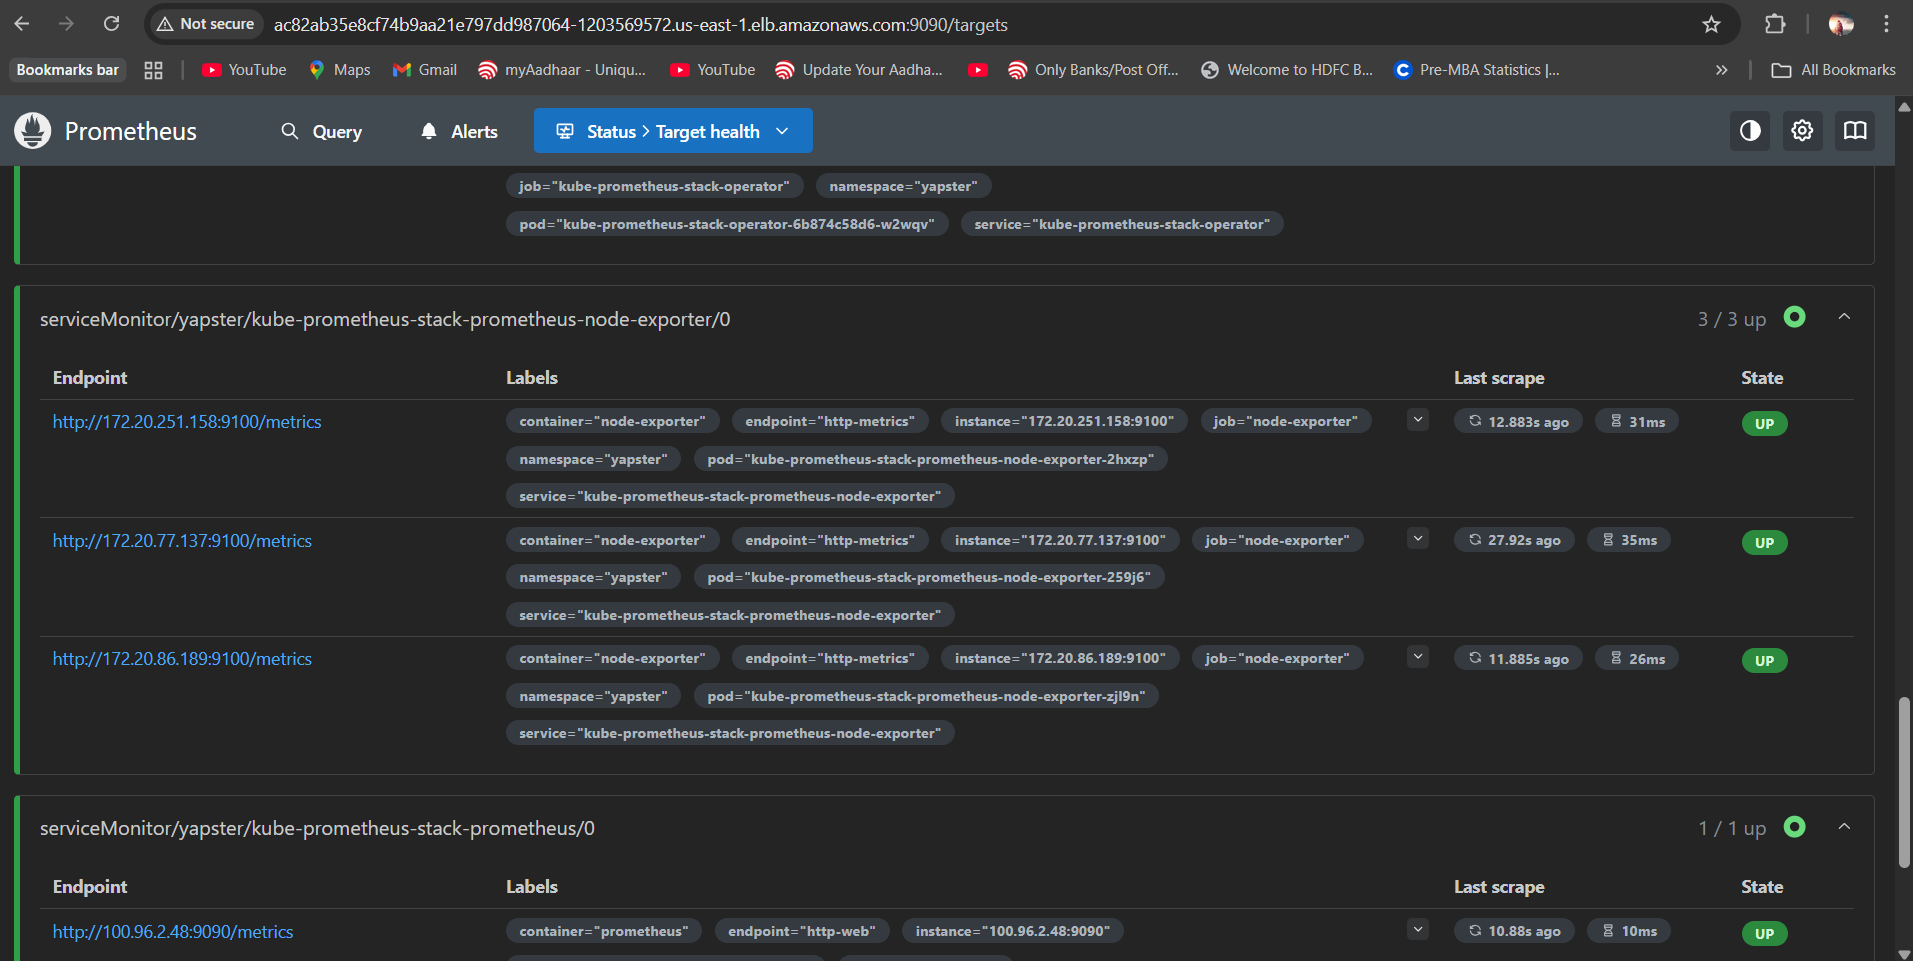 Not secure ac82ab35e8cf74b9aa21e797dd987064-1203569572.us-east-1.elb.amazonaws.com:9090/targets
Bookmarks bar YouTube Maps Gmail myAadhaar - Uniqu... YouTube Update Your Aadha... Only Banks/Post Off... Welcome to HDFC B... Pre-MBA Statistics |... All Bookmarks
Prometheus Query Alerts Status > Target health
job="kube-prometheus-stack-operator" namespace="yapster"
pod="kube-prometheus-stack-operator-6b874c58d6-w2wqv" service="kube-prometheus-stack-operator"
serviceMonitor/yapster/kube-prometheus-stack-prometheus-node-exporter/0 3 / 3 up
Endpoint Labels Last scrape State
http://172.20.251.158:9100/metrics container="node-exporter" endpoint="http-metrics" instance="172.20.251.158:9100" job="node-exporter" 12.883s ago 31ms UP
namespace="yapster" pod="kube-prometheus-stack-prometheus-node-exporter-2hxzp"
service="kube-prometheus-stack-prometheus-node-exporter"
http://172.20.77.137:9100/metrics container="node-exporter" endpoint="http-metrics" instance="172.20.77.137:9100" job="node-exporter" 27.92s ago 35ms UP
namespace="yapster" pod="kube-prometheus-stack-prometheus-node-exporter-259j6"
service="kube-prometheus-stack-prometheus-node-exporter"
http://172.20.86.189:9100/metrics container="node-exporter" endpoint="http-metrics" instance="172.20.86.189:9100" job="node-exporter" 11.885s ago 26ms UP
namespace="yapster" pod="kube-prometheus-stack-prometheus-node-exporter-zjl9n"
service="kube-prometheus-stack-prometheus-node-exporter"
serviceMonitor/yapster/kube-prometheus-stack-prometheus/0 1 / 1 up
Endpoint Labels Last scrape State
http://100.96.2.48:9090/metrics container="prometheus" endpoint="http-web" instance="100.96.2.48:9090" 10.88s ago 10ms UP